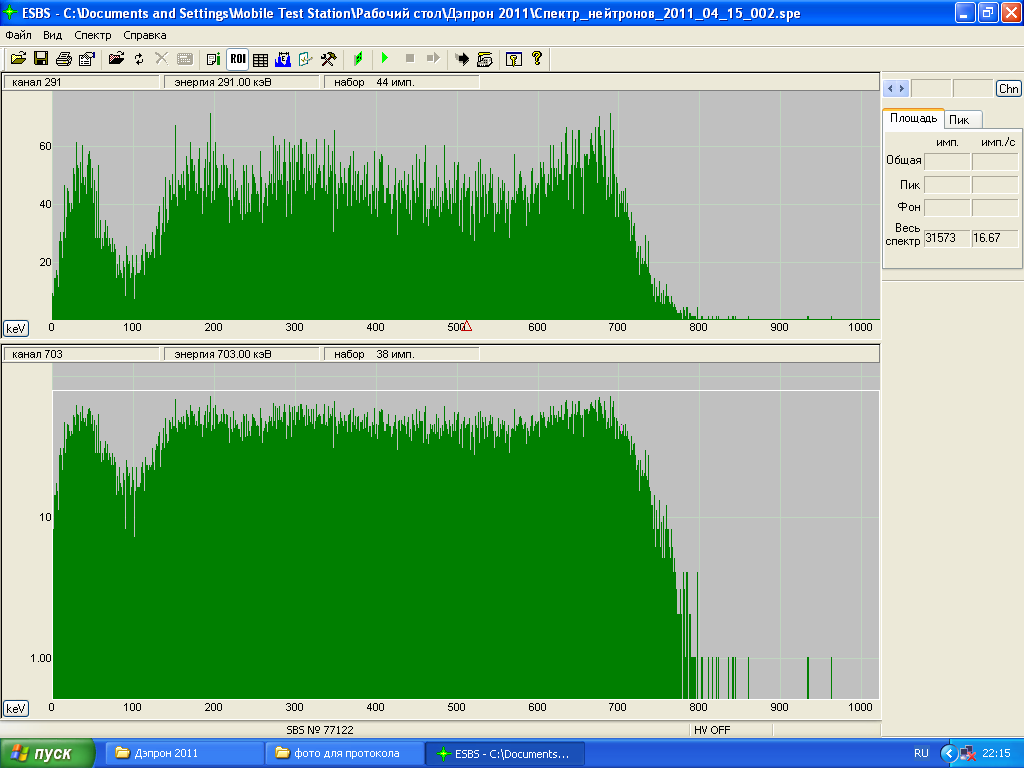 ESBS - C:\Documents and Settings\Mobile Test Station\Рабочий стол\Дэпрон 2011\Спектр_нейтронов_2011_04_15_002.spe
Файл Вид Спектр Справка
ROI
канал 291 энергия 291.00 кэВ набор 44 имп.
60
40
20
keV 0 100 200 300 400 500 600 700 800 900 1000
канал 703 энергия 703.00 кэВ набор 38 имп.
10
1.00
keV 0 100 200 300 400 500 600 700 800 900 1000
Chn
Площадь Пик
имп. имп./с
Общая
Пик
Фон
Весь
спектр 31573 16.67
SBS № 77122 HV OFF
пуск Дэпрон 2011 фото для протокола ESBS - C:\Documents... RU 22:15